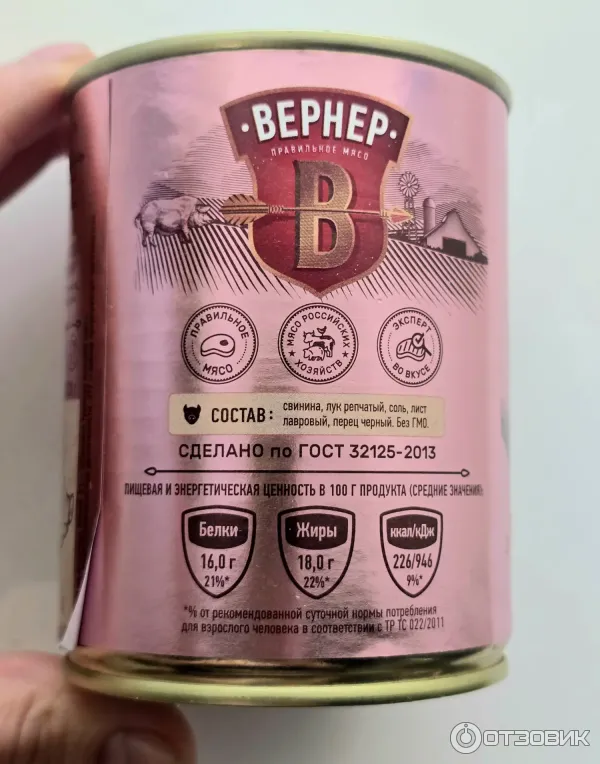 ·ВЕРНЕР·
ПРАВИЛЬНОЕ МЯСО
В
ПРАВИЛЬНОЕ МЯСО
МЯСО РОССИЙСКИХ ХОЗЯЙСТВ
ЭКСПЕРТ ВО ВКУСЕ
СОСТАВ: свинина, лук репчатый, соль, лист
лавровый, перец черный. Без ГМО.
СДЕЛАНО по ГОСТ 32125-2013
ПИЩЕВАЯ И ЭНЕРГЕТИЧЕСКАЯ ЦЕННОСТЬ В 100 Г ПРОДУКТА (СРЕДНИЕ ЗНАЧЕНИЯ):
Белки Жиры ккал/кДж
16,0 г 18,0 г 226/946
21%* 22%* 9%*
*% от рекомендованной суточной нормы потребления
для взрослого человека в соответствии с ТР ТС 022/2011
ОТЗОВИК